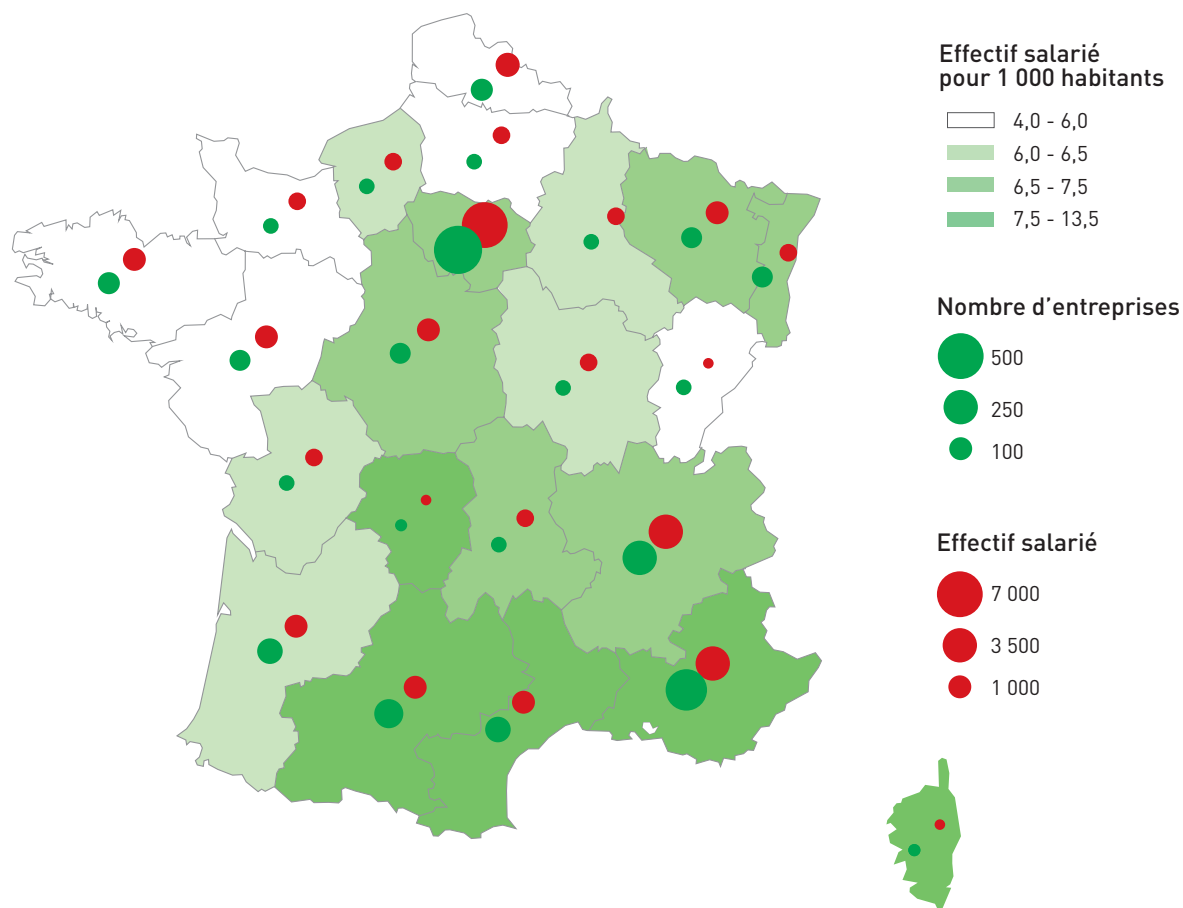 Effectif salarié
pour 1 000 habitants
4,0 - 6,0
6,0 - 6,5
6,5 - 7,5
7,5 - 13,5
Nombre d’entreprises
500
250
100
Effectif salarié
7 000
3 500
1 000